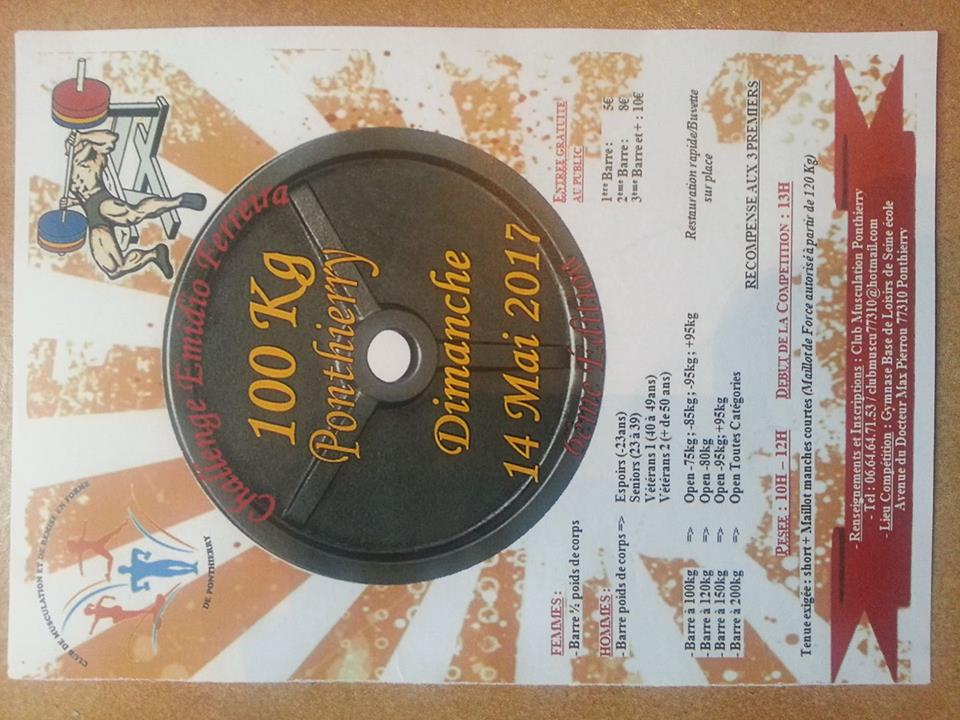 CLUB DE MUSCULATION ET DE REMISE EN FORME
DE PONTHIERRY
Challenge Emidio Ferreira
100 Kg
Ponthierry
Dimanche
14 Mai 2017
Edition
FEMMES :
- Barre ½ poids de corps
HOMMES :
- Barre poids de corps => Espoirs (-23ans)
Seniors (23 à 39)
Vétérans 1 (40 à 49ans)
Vétérans 2 (+ de 50 ans)
- Barre à 100kg => Open -75kg ; -85kg ; -95kg ; +95kg
- Barre à 120kg => Open -80kg
- Barre à 150kg => Open -95kg ; +95kg
- Barre à 200kg => Open Toutes Catégories
ENTREE GRATUITE
AU PUBLIC
1ère Barre : 5€
2ème Barre : 8€
3ème Barre et + : 10€
Restauration rapide/Buvette
sur place
RECOMPENSE AUX 3 PREMIERS
PESEE : 10H – 12H DEBUT DE LA COMPETITION : 13H
Tenue exigée : short + Maillot manches courtes (Maillot de Force autorisé à partir de 120 Kg)
- Renseignements et Inscriptions : Club Musculation Ponthierry
- Tel : 06.64.64.71.53 / clubmuscu77310@hotmail.com
- Lieu Compétition : Gymnase Base de Loisirs de Seine école
Avenue du Docteur Max Pierrou 77310 Ponthierry